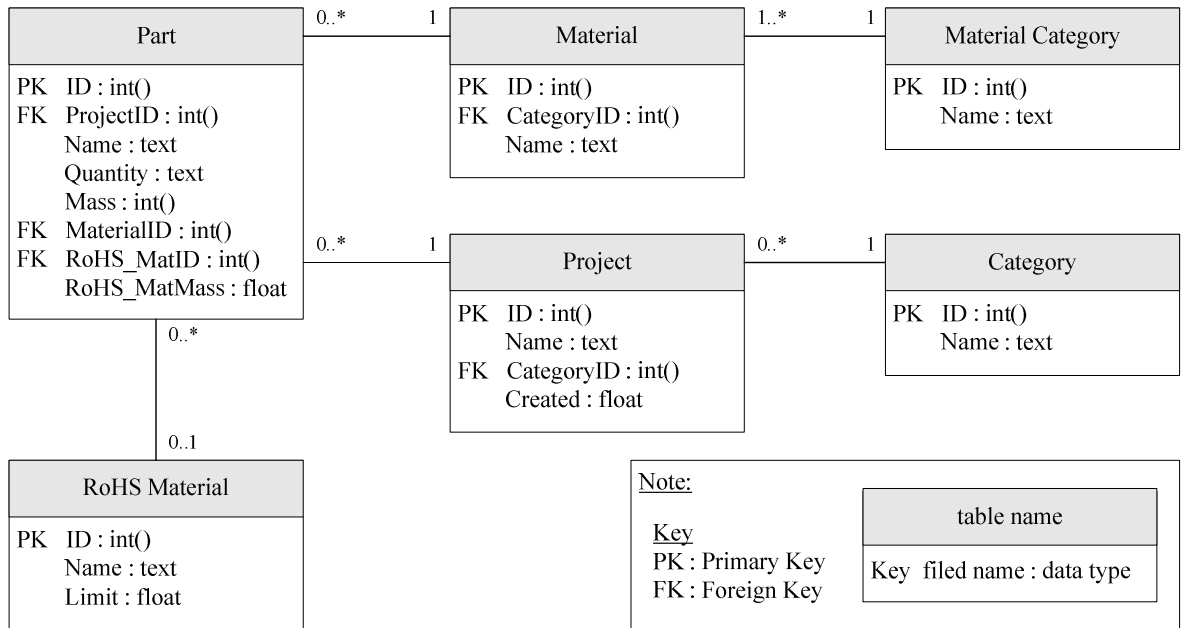 Part
PK ID : int()
FK ProjectID : int()
Name : text
Quantity : text
Mass : int()
FK MaterialID : int()
FK RoHS_MatID : int()
RoHS_MatMass : float
0..* 1
Material
PK ID : int()
FK CategoryID : int()
Name : text
1..* 1
Material Category
PK ID : int()
Name : text
0..* 1
Project
PK ID : int()
Name : text
FK CategoryID : int()
Created : float
0..* 1
Category
PK ID : int()
Name : text
0..*
0..1
RoHS Material
PK ID : int()
Name : text
Limit : float
Note:
Key
PK : Primary Key
FK : Foreign Key
table name
Key filed name : data type